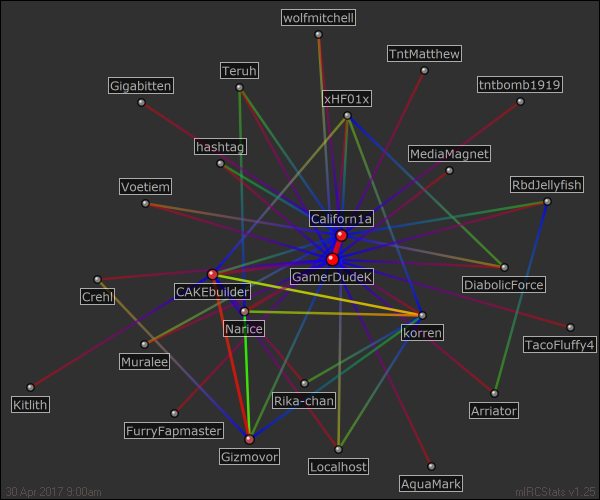 wolfmitchell
TntMatthew
Teruh
Gigabitten
tntbomb1919
xHF01x
hashtag
MediaMagnet
Voetiem
RbdJellyfish
Californ1a
GamerDudeK
DiabolicForce
CAKEbuilder
Crehl
Narice
korren
TacoFluffy4
Muralee
Kitlith
Rika-chan
Arriator
FurryFapmaster
Gizmovor
Localhost
AquaMark
30 Apr 2017 9:00am
mIRCStats v1.25